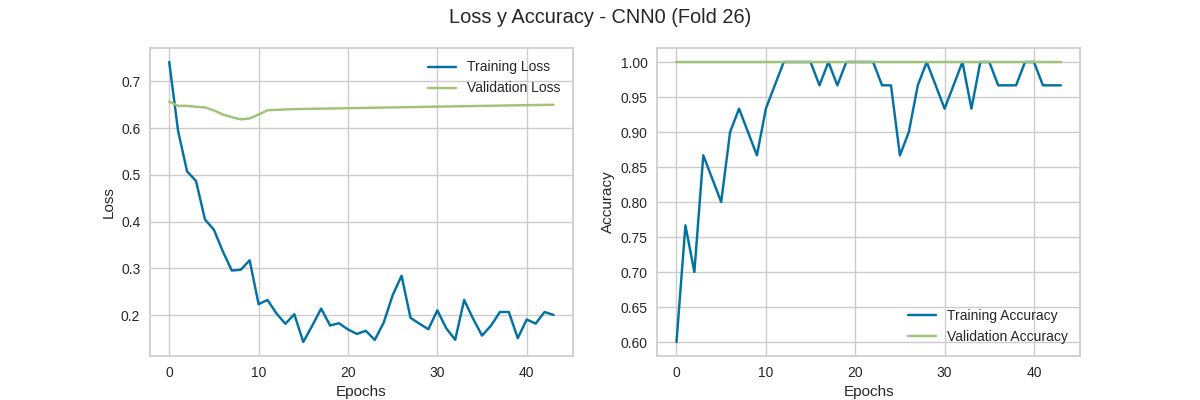 Loss y Accuracy - CNN0 (Fold 26)
Training Loss
Validation Loss
0.7
0.6
0.5
0.4
0.3
0.2
Loss
0 10 20 30 40
Epochs
1.00
0.95
0.90
0.85
0.80
0.75
0.70
0.65
0.60
Accuracy
Training Accuracy
Validation Accuracy
0 10 20 30 40
Epochs